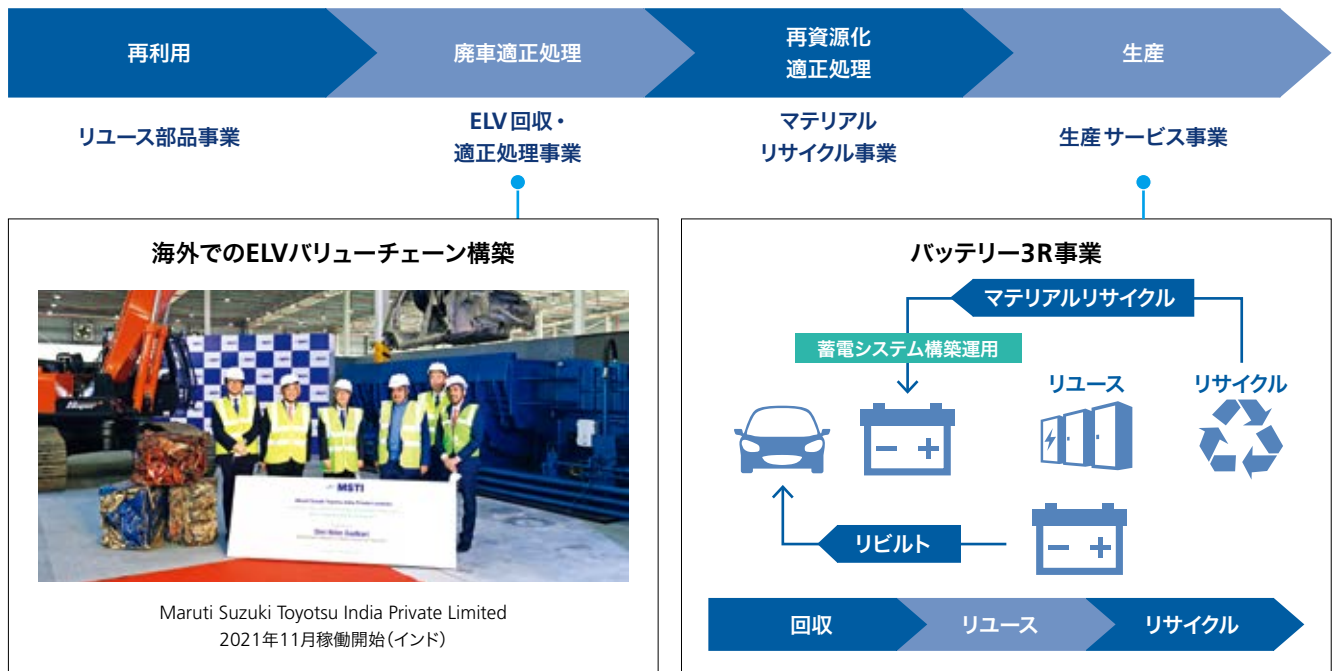 再利用
廃車適正処理
再資源化
適正処理
生産
リユース部品事業
ELV回収・
適正処理事業
マテリアル
リサイクル事業
生産サービス事業
海外でのELVバリューチェーン構築
MSTI
Maruti Suzuki Toyotsu India Private Limited
Maruti Suzuki Toyotsu India Private Limited
2021年11月稼働開始(インド)
バッテリー3R事業
マテリアルリサイクル
蓄電システム構築運用
リユース
リサイクル
リビルト
回収
リユース
リサイクル